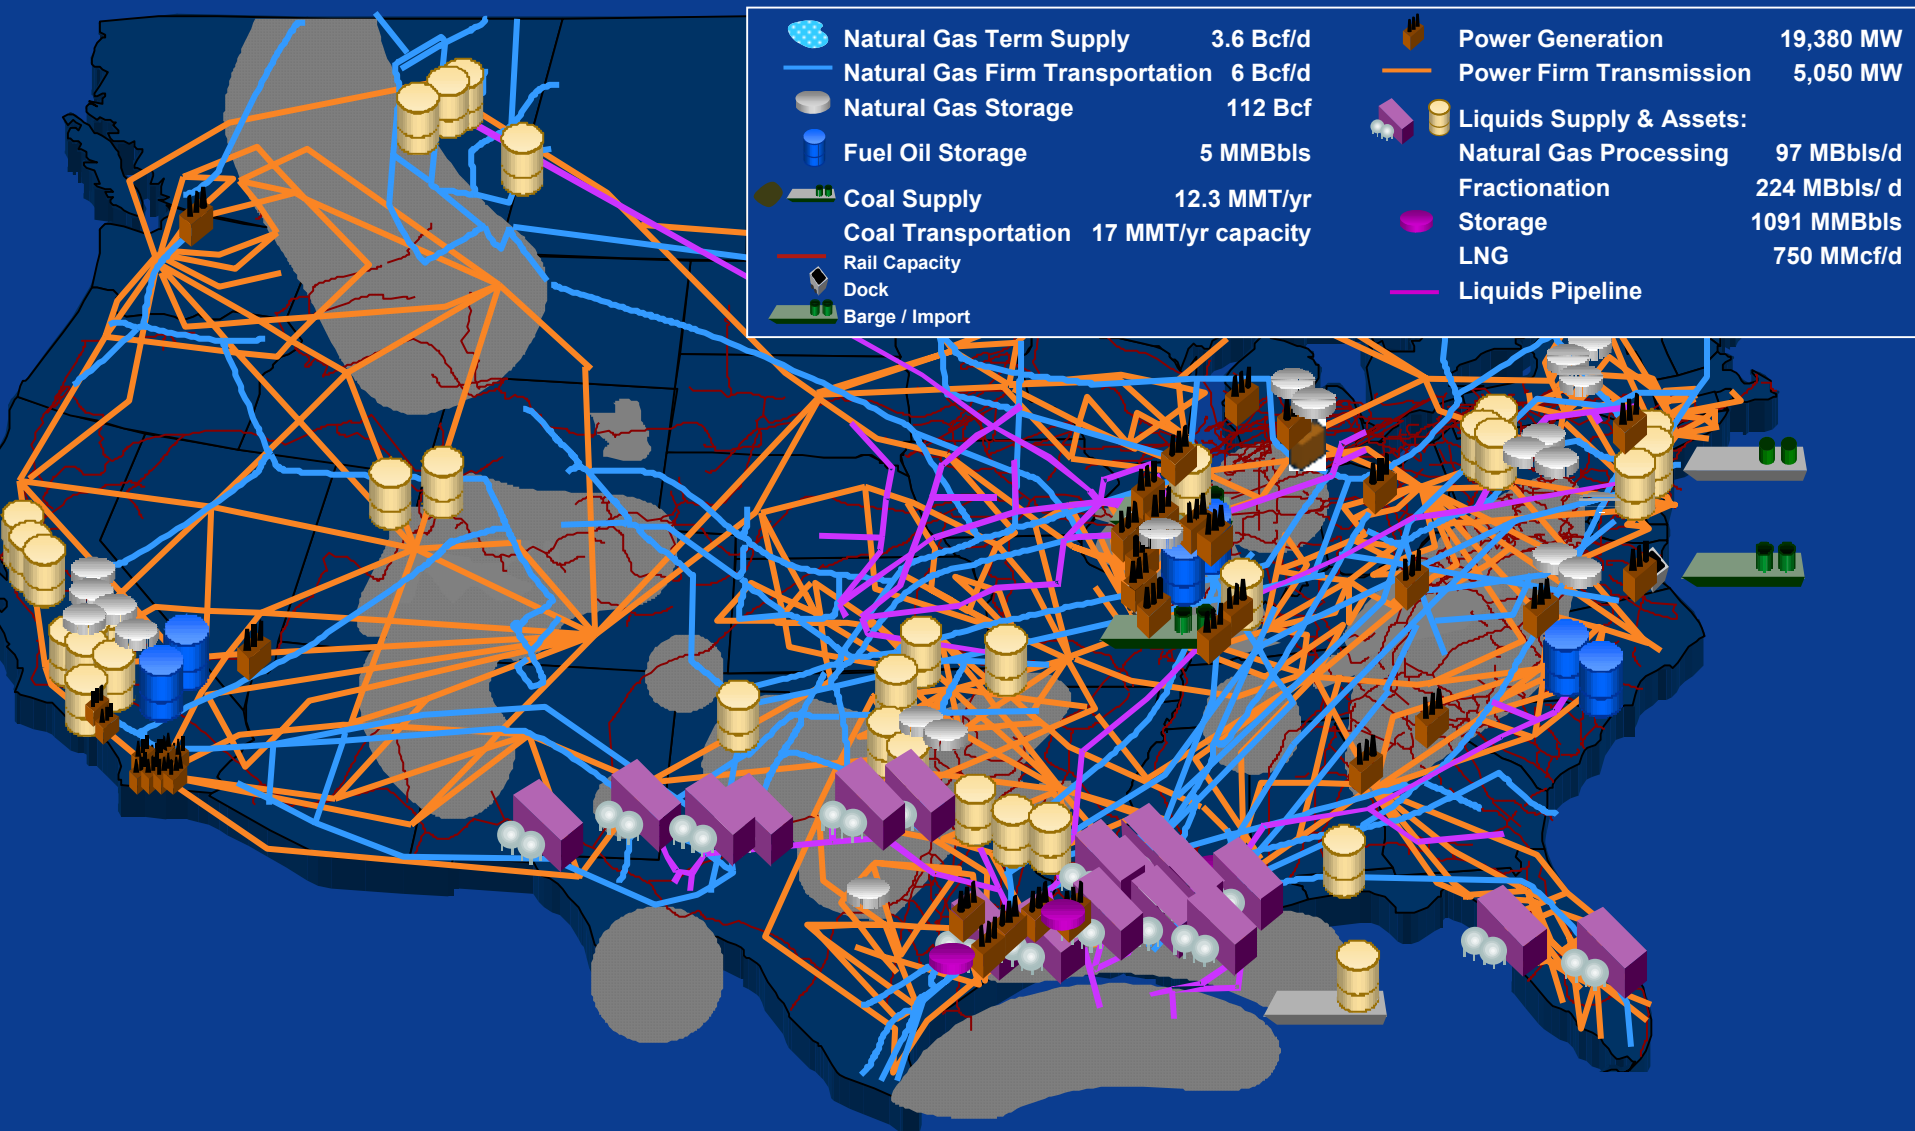 Natural Gas Term Supply 3.6 Bcf/d
Natural Gas Firm Transportation 6 Bcf/d
Natural Gas Storage 112 Bcf
Fuel Oil Storage 5 MMBbls
Coal Supply 12.3 MMT/yr
Coal Transportation 17 MMT/yr capacity
Rail Capacity
Dock
Barge / Import
Power Generation 19,380 MW
Power Firm Transmission 5,050 MW
Liquids Supply & Assets:
Natural Gas Processing 97 MBbls/d
Fractionation 224 MBbls/ d
Storage 1091 MMBbls
LNG 750 MMcf/d
Liquids Pipeline